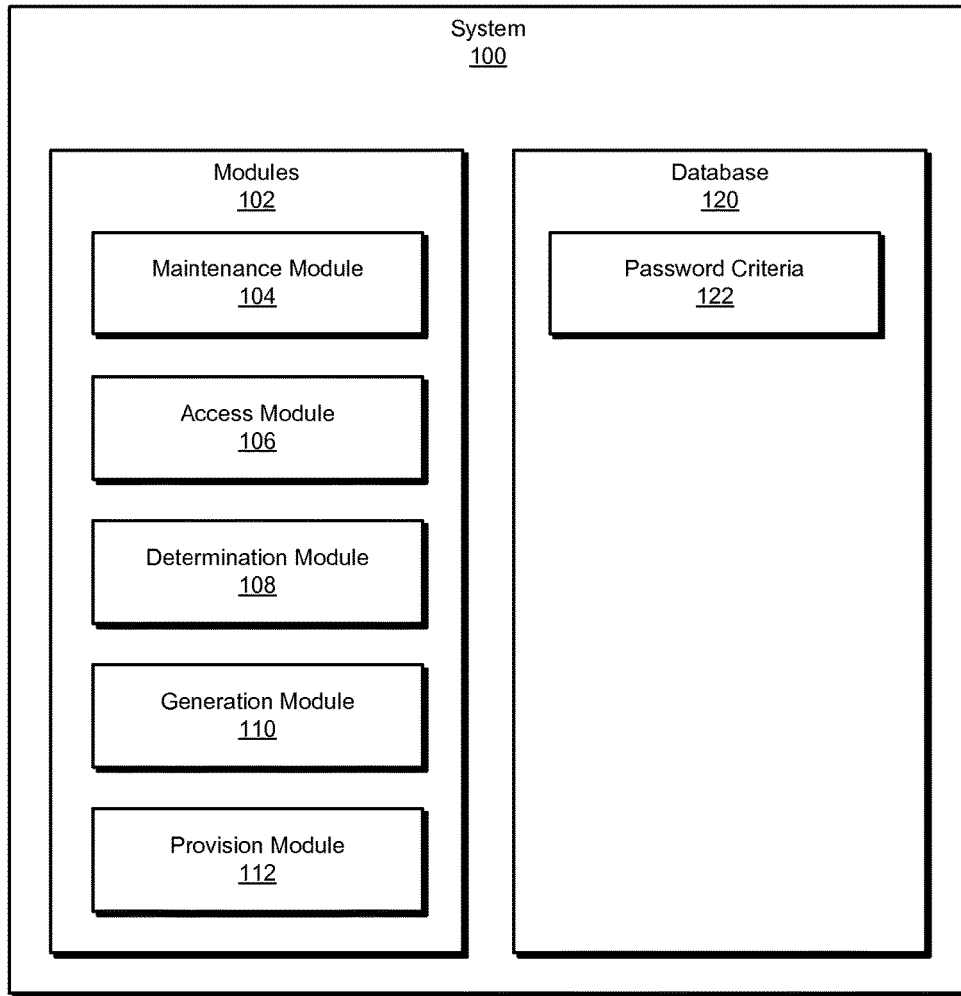 System
100
Modules
102
Maintenance Module
104
Access Module
106
Determination Module
108
Generation Module
110
Provision Module
112
Database
120
Password Criteria
122